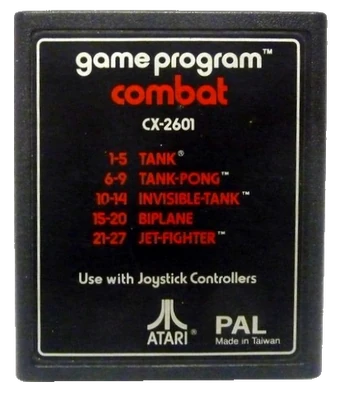 game program™
combat
CX-2601
1-5 TANK®
6-9 TANK-PONG™
10-14 INVISIBLE-TANK™
15-20 BIPLANE
21-27 JET-FIGHTER™
Use with Joystick Controllers
ATARI® PAL
Made in Taiwan